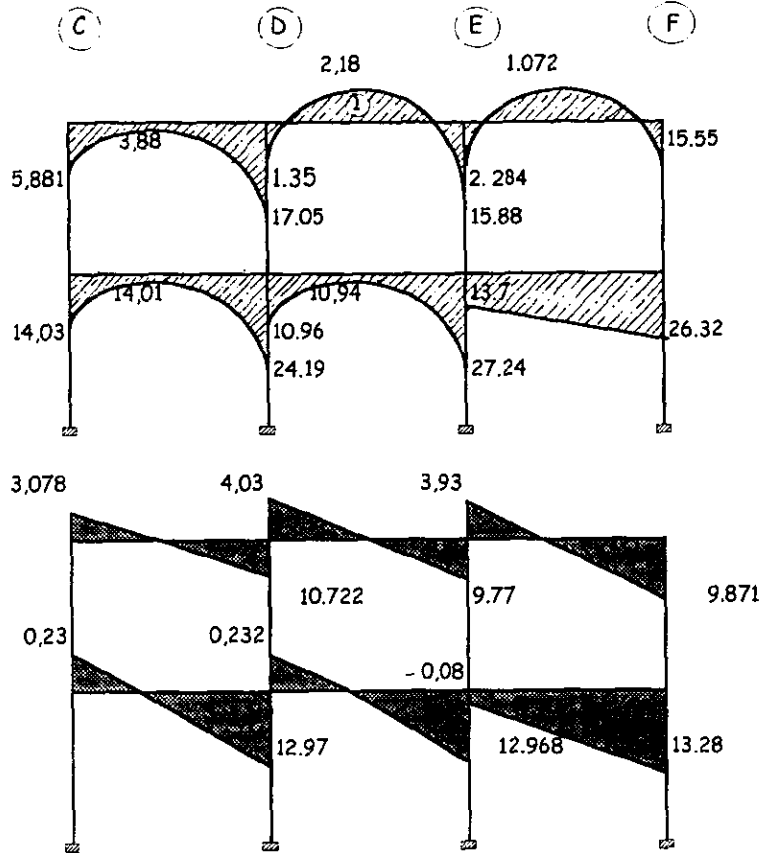 C D E F
2,18 1.072
1
3,88 15.55
5,881 1.35 2.284
17.05 15.88
14,01 10,94 13.7
14,03 10.96 26.32
24.19 27.24
3,078 4,03 3,93
10.722 9.77 9.871
0,23 0,232
-0,08
12.97 12.968 13.28